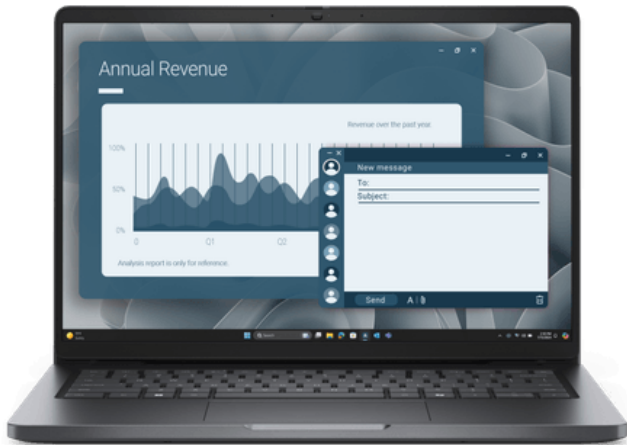 Annual Revenue
Revenue over the past year.
100%
50%
0%
0
Q1
Q2
Analysis report is only for reference.
New message
To:
Subject:
Send
A
Search